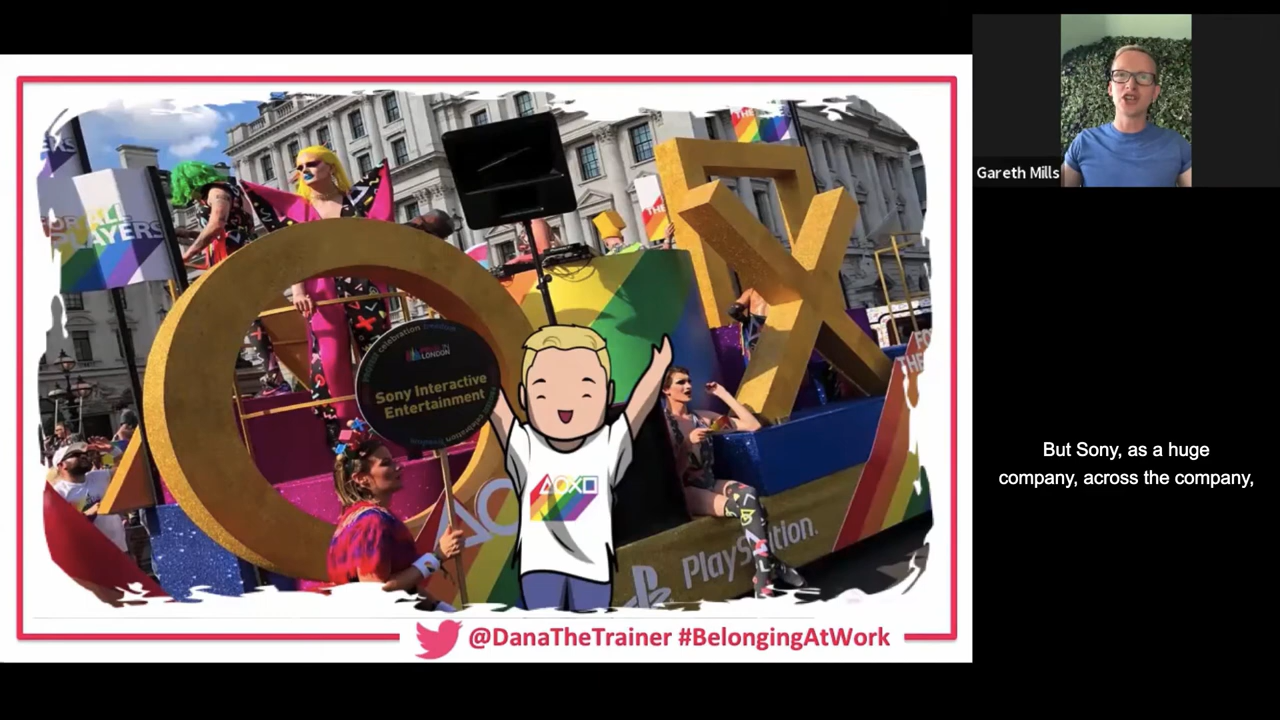 FOR ALL
PLAYERS
PRIDE IN
LONDON
Sony Interactive
Entertainment
PlayStation
@DanaTheTrainer #BelongingAtWork
Gareth Mills
But Sony, as a huge
company, across the company,